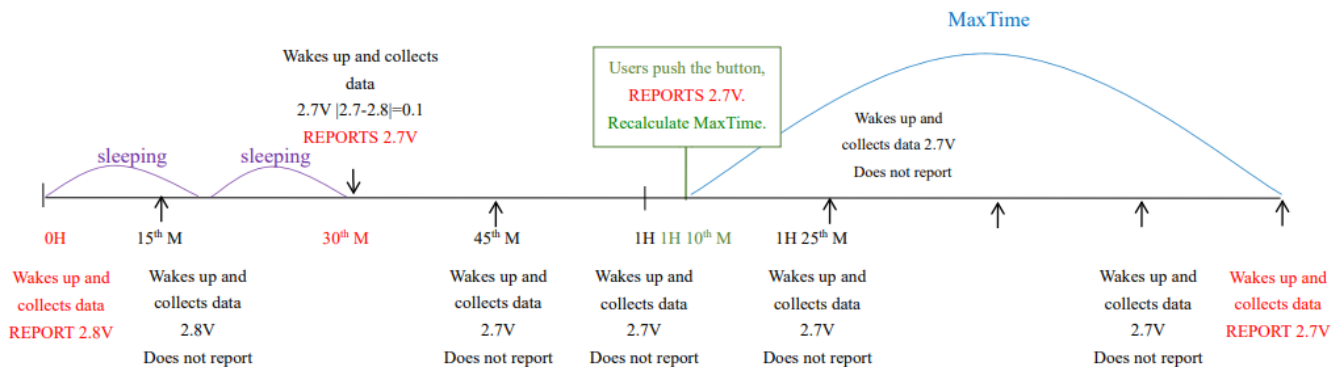 MaxTime
Wakes up and collects
data
2.7V |2.7-2.8|=0.1
REPORTS 2.7V
Users push the button,
REPORTS 2.7V.
Recalculate MaxTime.
Wakes up and
collects data 2.7V
Does not report
sleeping
sleeping
0H
15th M
30th M
45th M
1H
1H 10th M
1H 25th M
Wakes up and
collects data
REPORT 2.8V
Wakes up and
collects data
2.8V
Does not report
Wakes up and
collects data
2.7V
Does not report
Wakes up and
collects data
2.7V
Does not report
Wakes up and
collects data
2.7V
Does not report
Wakes up and
collects data
2.7V
Does not report
Wakes up and
collects data
REPORT 2.7V